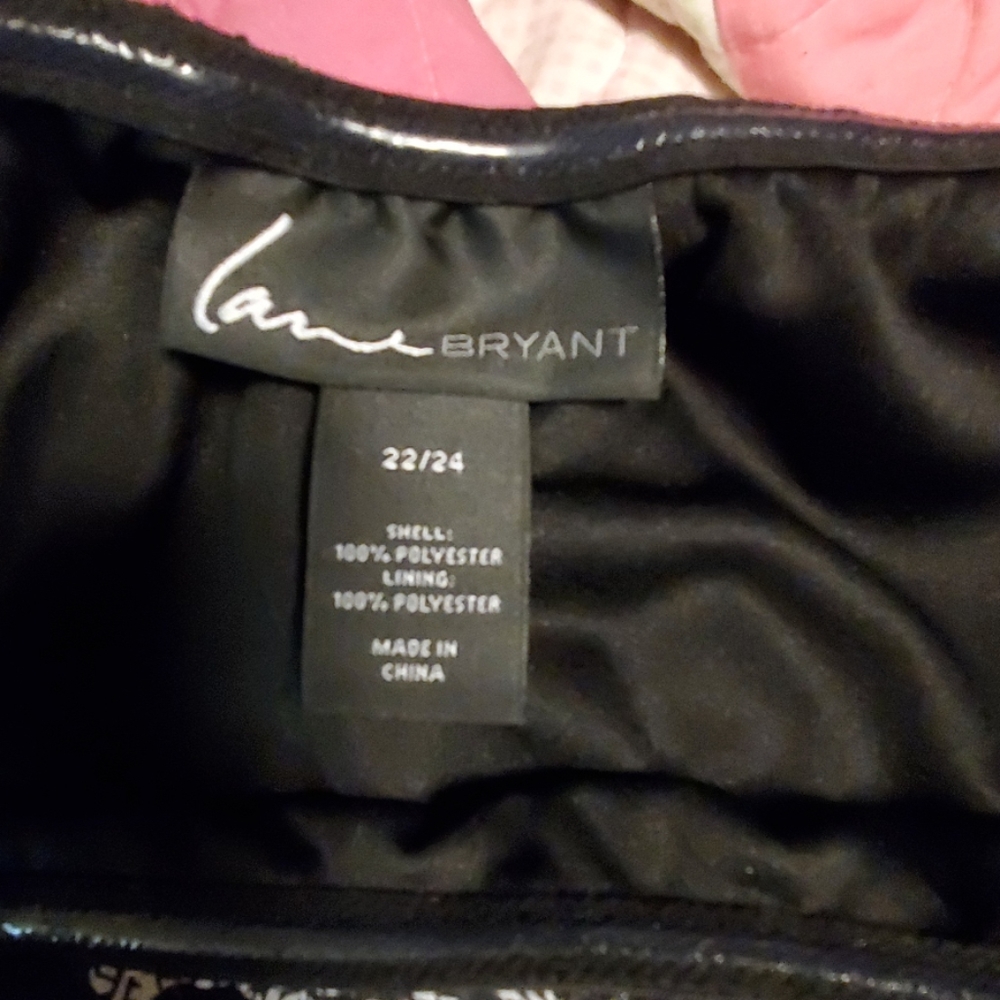 Lane BRYANT
22/24
SHELL:
100% POLYESTER
LINING:
100% POLYESTER
MADE IN
CHINA